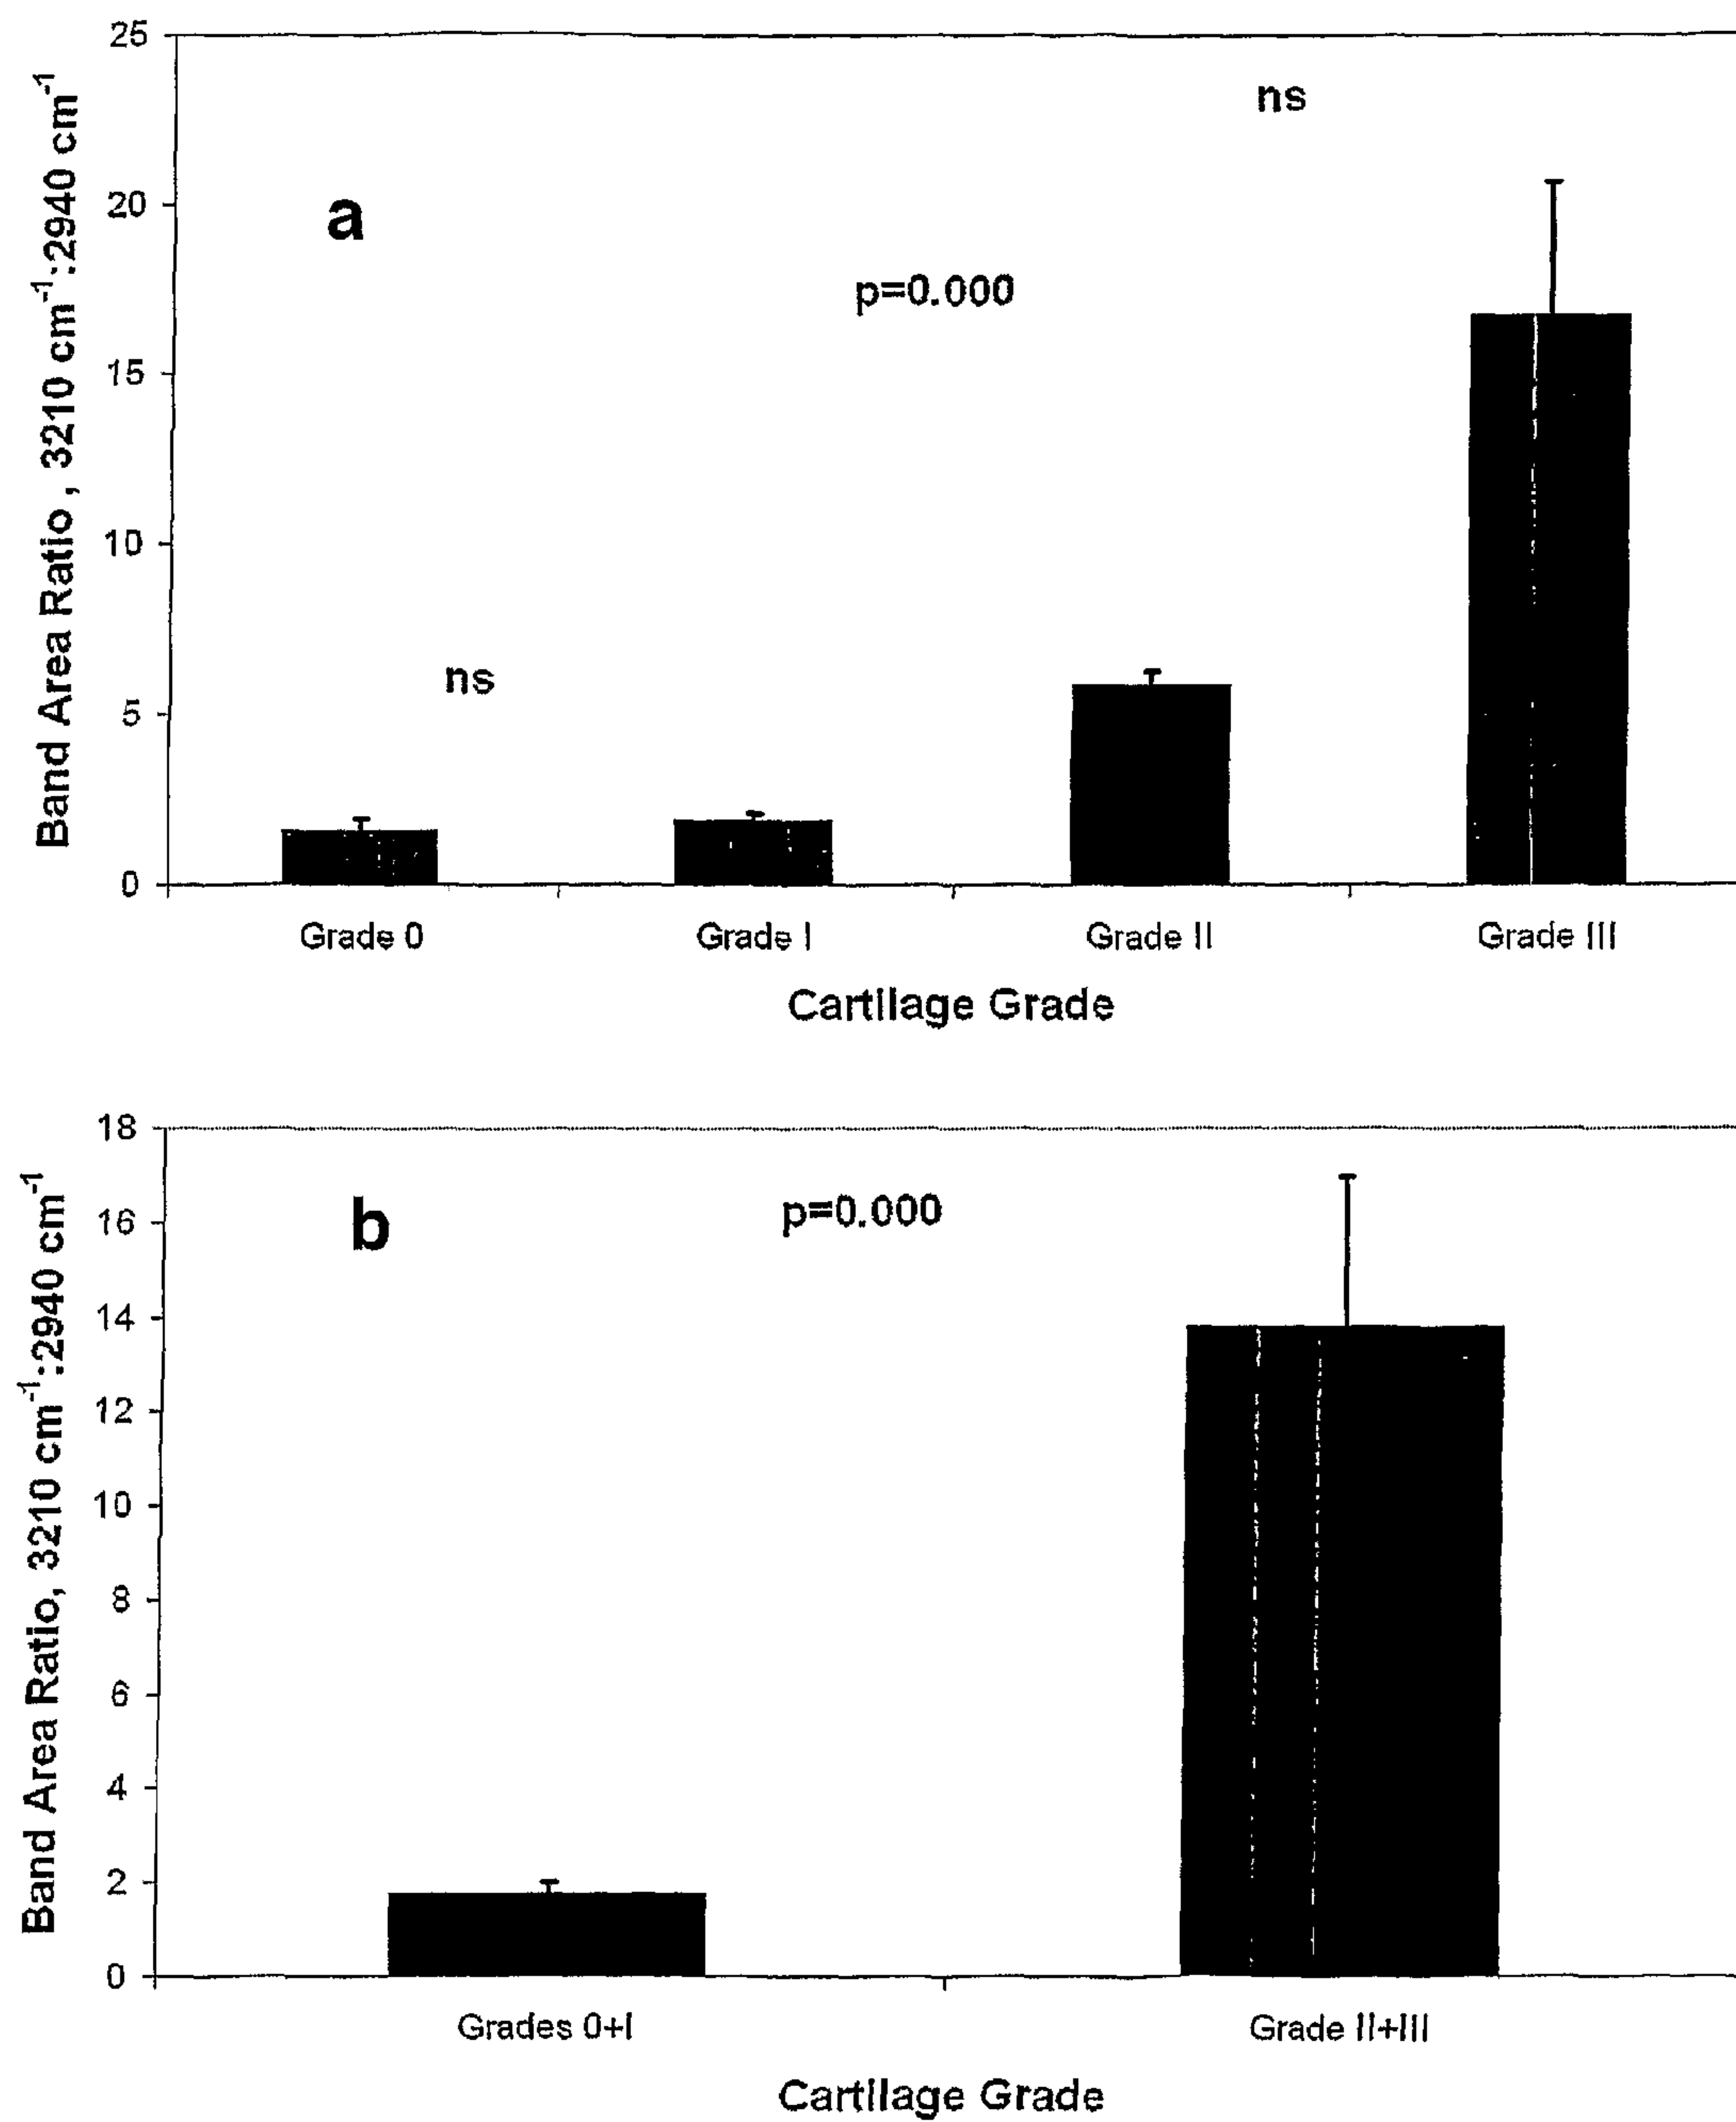 25
20
15
10
5
0
Band Area Ratio , 3210 cm-1:2940 cm-1
a
ns
p=0.000
ns
Grade 0
Grade I
Grade II
Grade III
Cartilage Grade
18
16
14
12
10
8
6
4
2
0
Band Area Ratio, 3210 cm-1:2940 cm-1
b
p=0.000
Grades 0+I
Grade II+III
Cartilage Grade